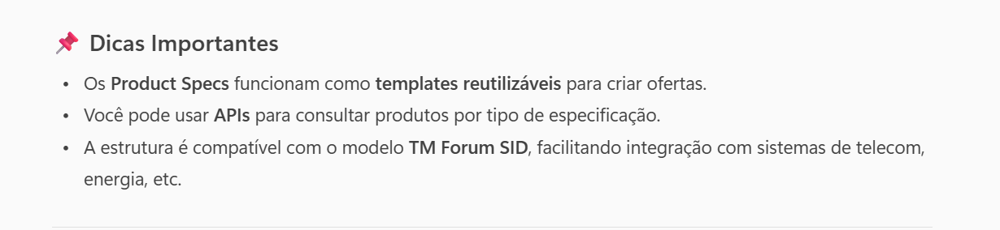 📌 Dicas Importantes
• Os Product Specs funcionam como templates reutilizáveis para criar ofertas.
• Você pode usar APIs para consultar produtos por tipo de especificação.
• A estrutura é compatível com o modelo TM Forum SID, facilitando integração com sistemas de telecom,
energia, etc.